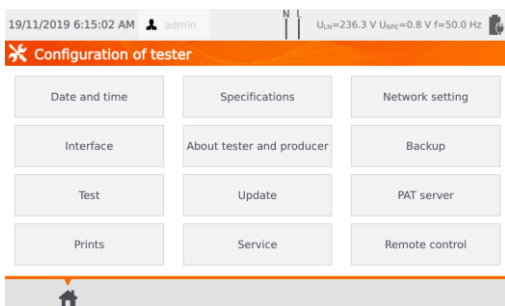 19/11/2019 6:15:02 AM admin N L ULN=236.3 V UNPE=0.8 V f=50.0 Hz
Configuration of tester
Date and time Specifications Network setting
Interface About tester and producer Backup
Test Update PAT server
Prints Service Remote control